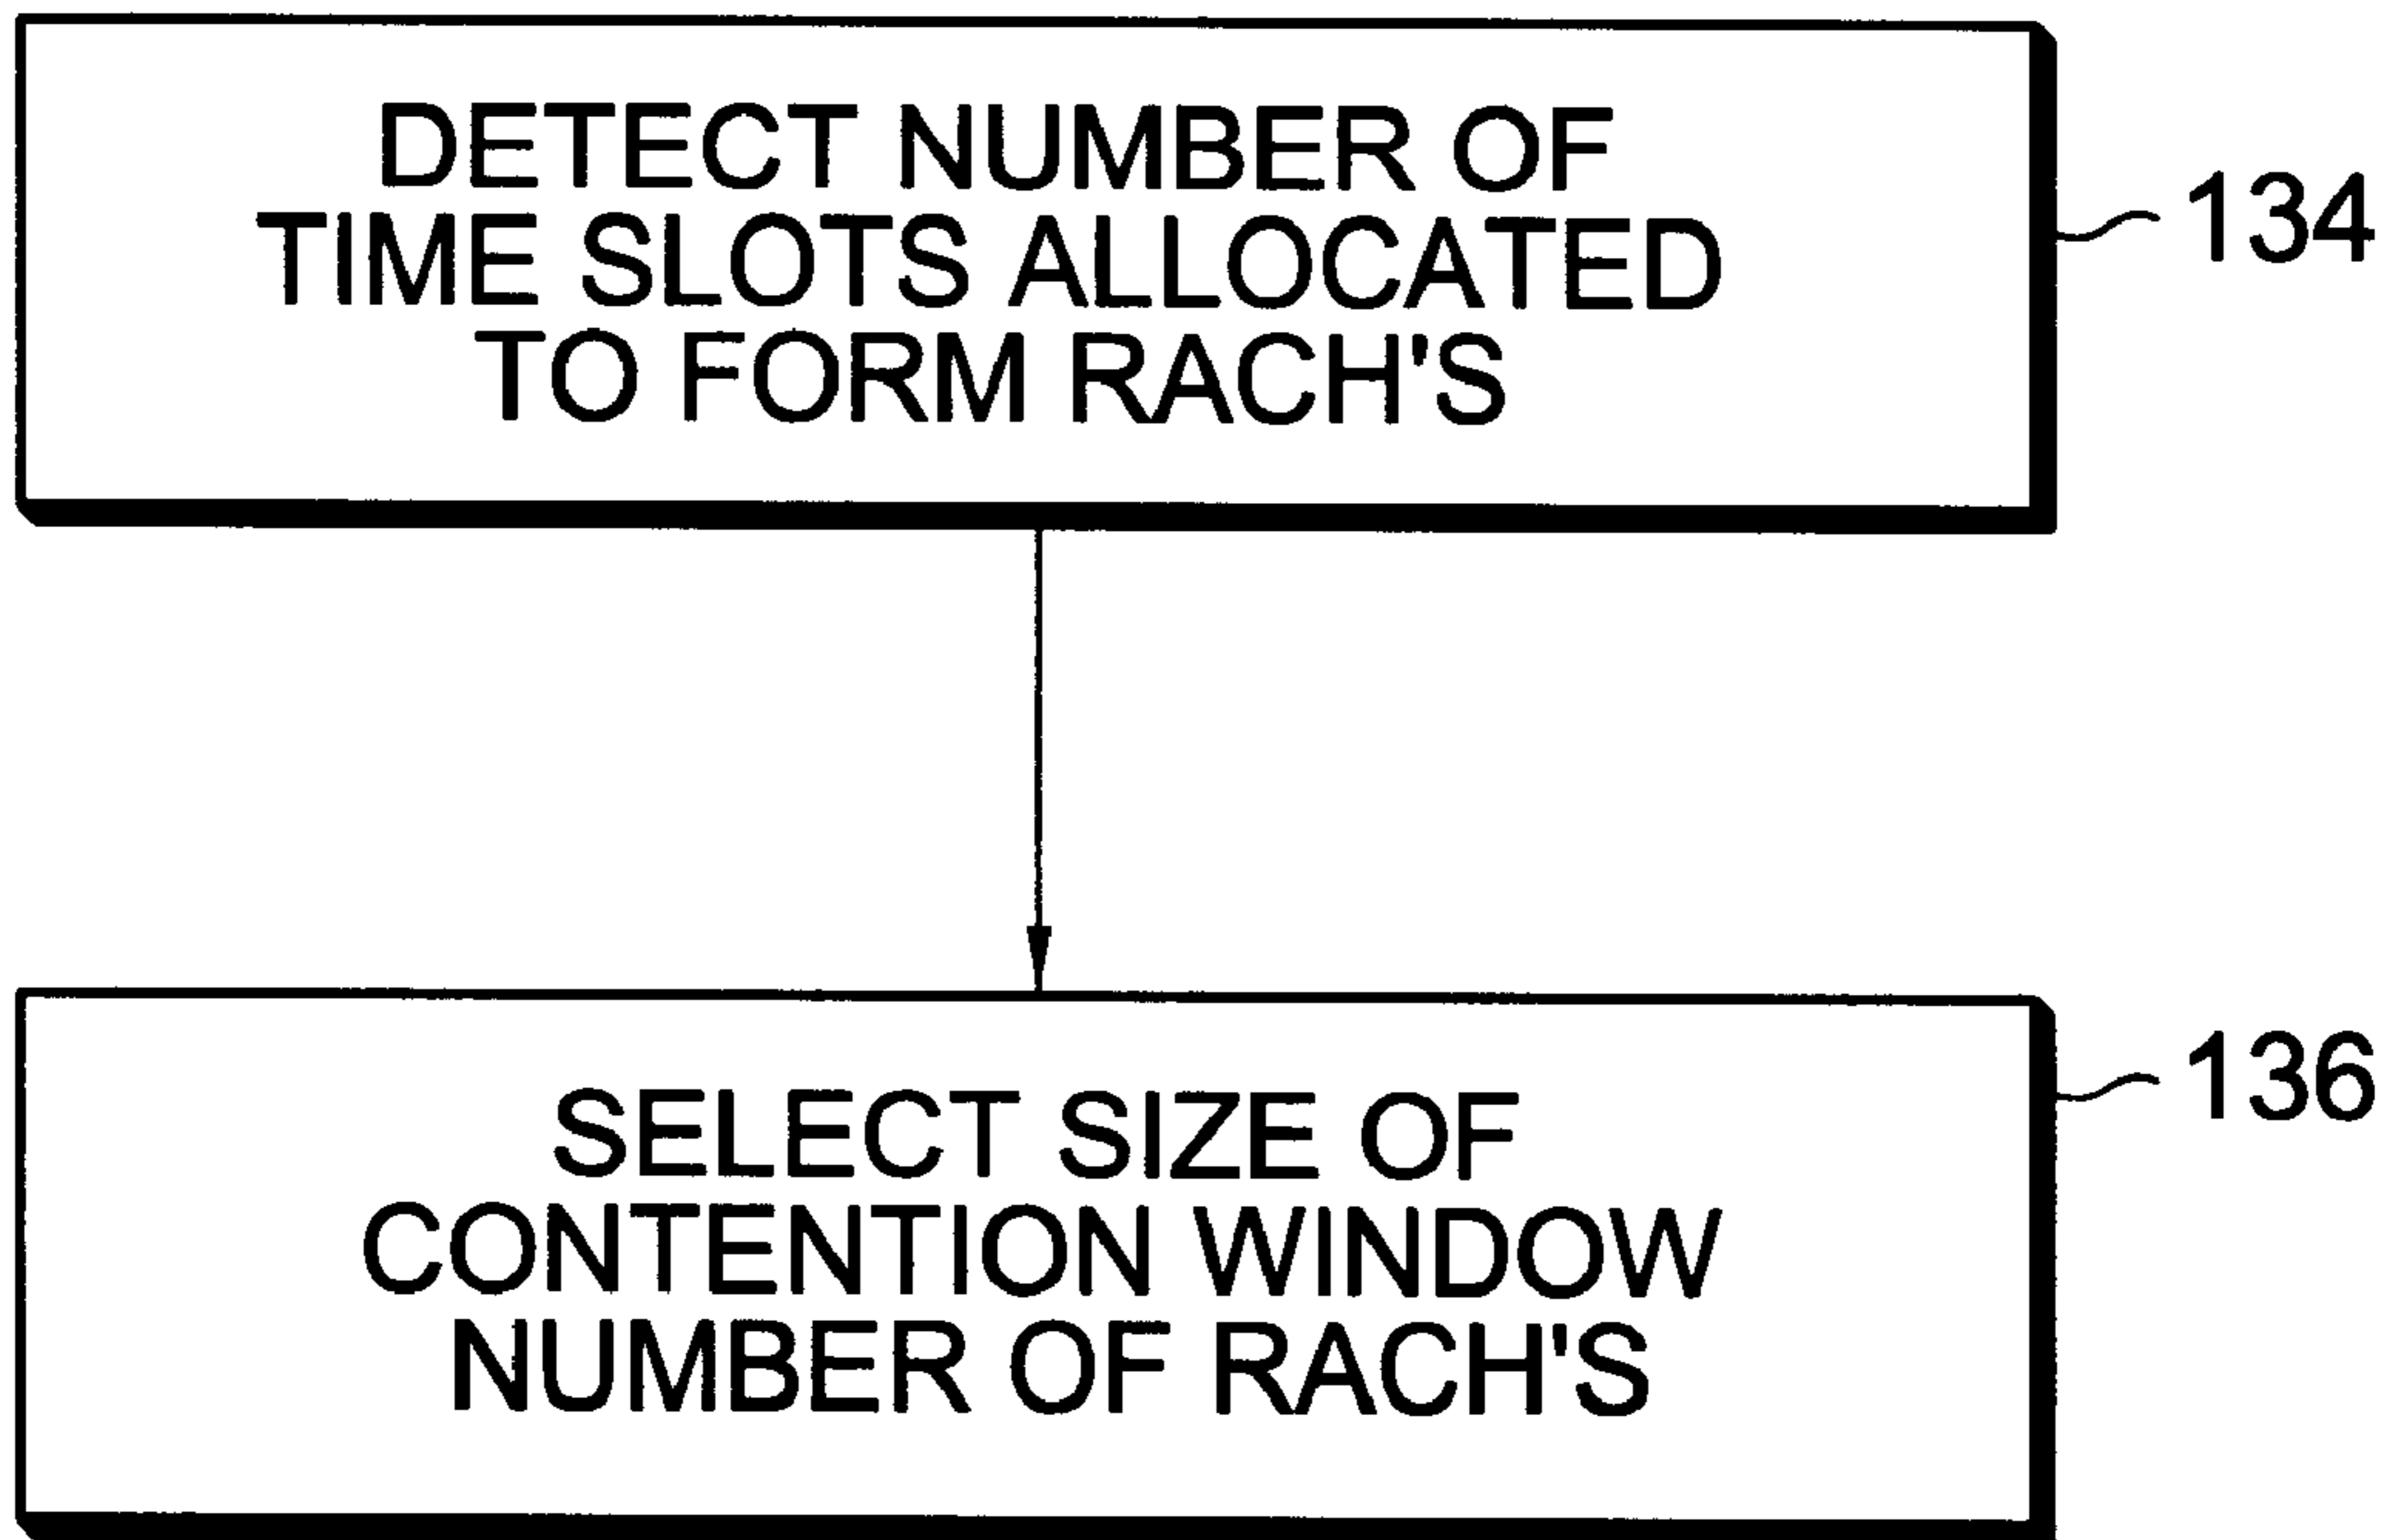 DETECT NUMBER OF
TIME SLOTS ALLOCATED
TO FORM RACH'S
134
SELECT SIZE OF
CONTENTION WINDOW
NUMBER OF RACH'S
136